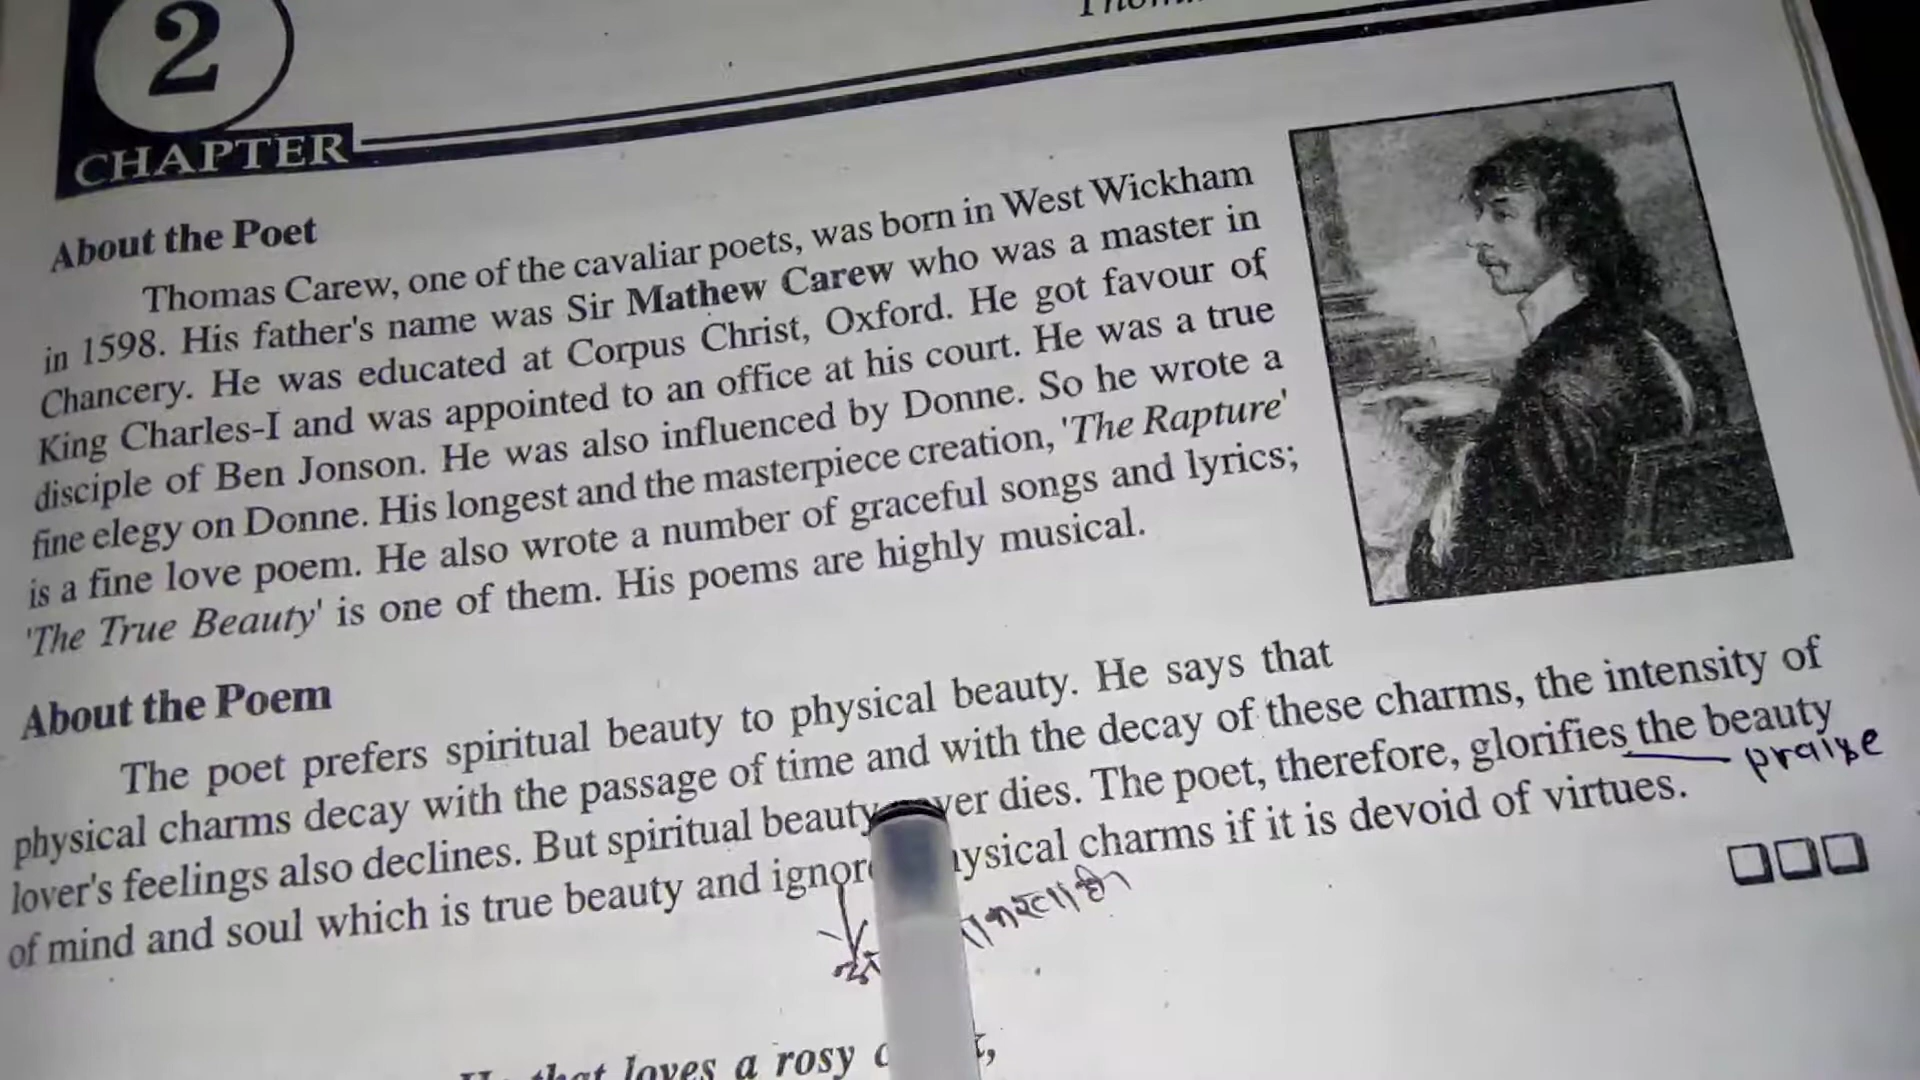 2
CHAPTER
About the Poet
Thomas Carew, one of the cavaliar poets, was born in West Wickham
in 1598. His father's name was Sir Mathew Carew who was a master in
Chancery. He was educated at Corpus Christ, Oxford. He got favour of
King Charles-I and was appointed to an office at his court. He was a true
disciple of Ben Jonson. He was also influenced by Donne. So he wrote a
fine elegy on Donne. His longest and the masterpiece creation, 'The Rapture'
is a fine love poem. He also wrote a number of graceful songs and lyrics;
'The True Beauty' is one of them. His poems are highly musical.
About the Poem
The poet prefers spiritual beauty to physical beauty. He says that
physical charms decay with the passage of time and with the decay of these charms, the intensity of
lover's feelings also declines. But spiritual beauty dies. The poet, therefore, glorifies the beauty
praise
of mind and soul which is true beauty and charms if it is devoid of virtues.
that loves a rosy